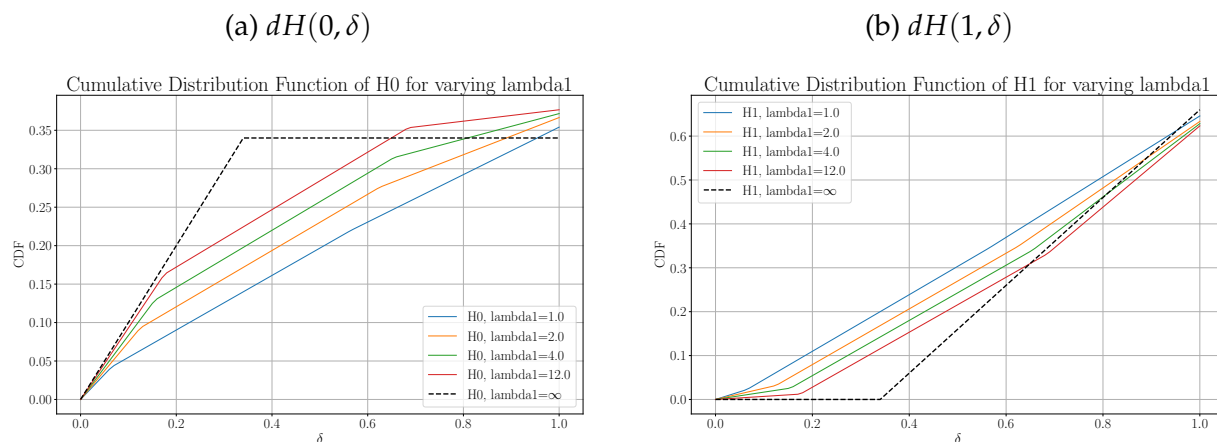 (a) dH(0, δ)
(b) dH(1, δ)
Cumulative Distribution Function of H0 for varying lambda1
CDF
0.35
0.30
0.25
0.20
0.15
0.10
0.05
0.00
0.0 0.2 0.4 0.6 0.8 1.0
δ
H0, lambda1=1.0
H0, lambda1=2.0
H0, lambda1=4.0
H0, lambda1=12.0
H0, lambda1=∞
Cumulative Distribution Function of H1 for varying lambda1
H1, lambda1=1.0
H1, lambda1=2.0
H1, lambda1=4.0
H1, lambda1=12.0
H1, lambda1=∞
CDF
0.6
0.5
0.4
0.3
0.2
0.1
0.0
0.0 0.2 0.4 0.6 0.8 1.0
δ